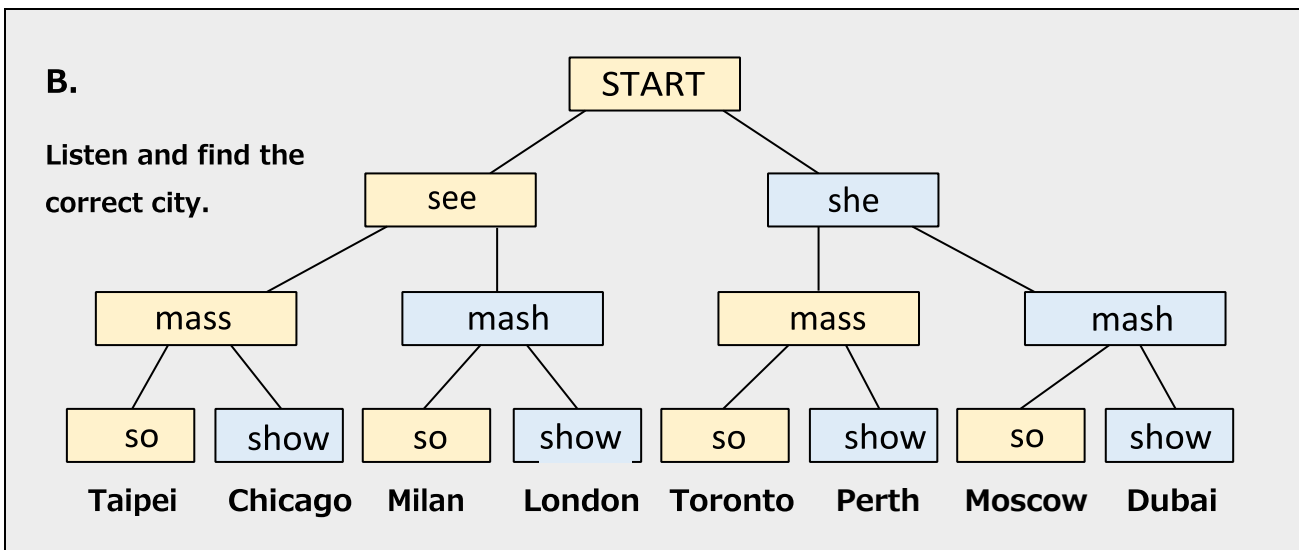 B.
START
Listen and find the
correct city.
see she
mass mash mass mash
so show so show so show so show
Taipei Chicago Milan London Toronto Perth Moscow Dubai